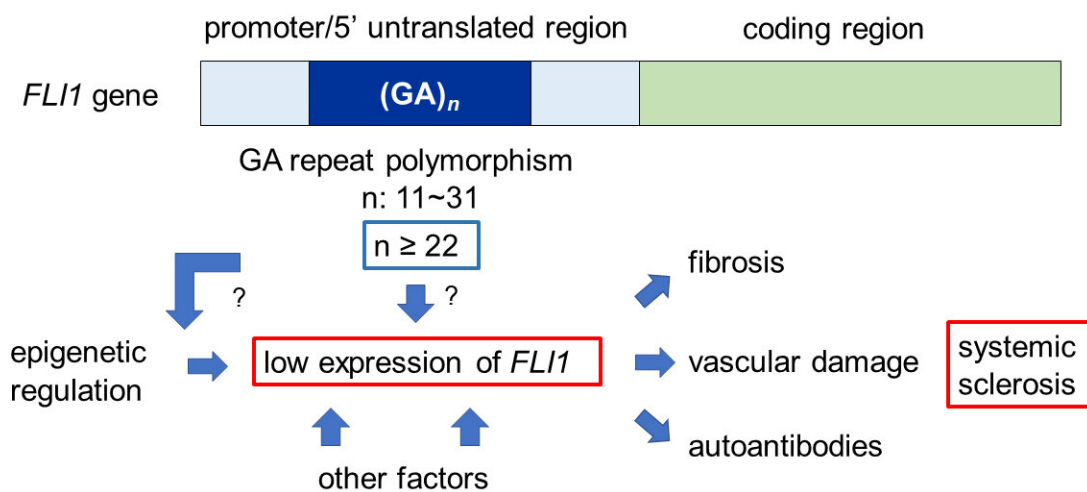 promoter/5' untranslated region
coding region
FLI1 gene
(GA)n
GA repeat polymorphism
n: 11~31
n ≥ 22
?
?
fibrosis
epigenetic
regulation
low expression of FLI1
vascular damage
systemic
sclerosis
autoantibodies
other factors